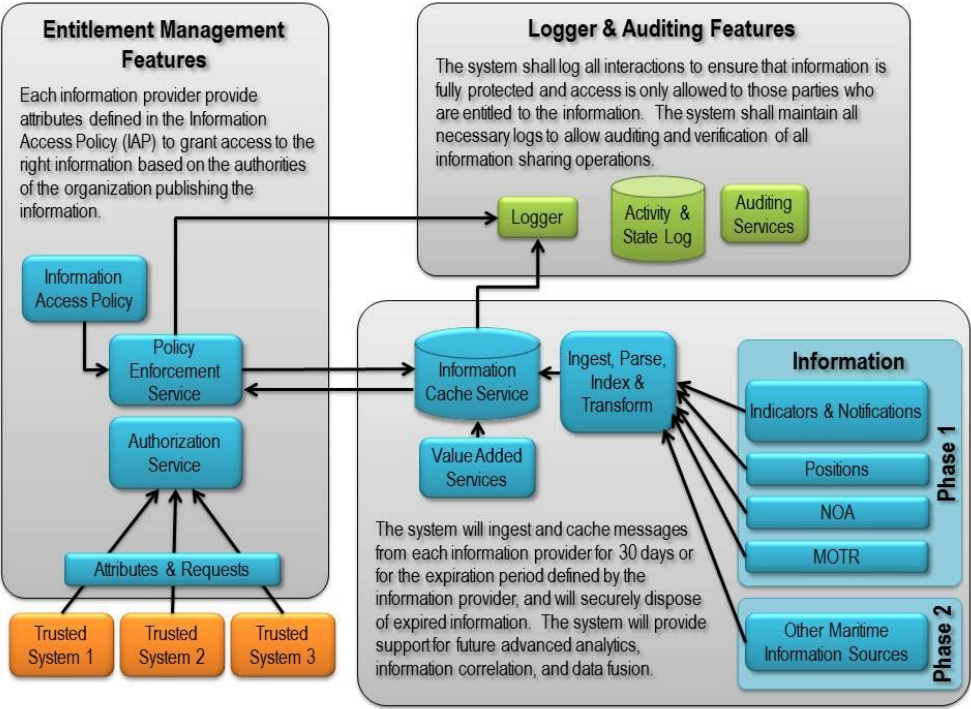 Entitlement Management
Features
Each information provider provide
attributes defined in the Information
Access Policy (IAP) to grant access to the
right information based on the authorities
of the organization publishing the
information.
Information
Access Policy
Policy
Enforcement
Service
Authorization
Service
Attributes & Requests
Trusted
System 1
Trusted
System 2
Trusted
System 3
Logger & Auditing Features
The system shall log all interactions to ensure that information is
fully protected and access is only allowed to those parties who
are entitled to the information. The system shall maintain all
necessary logs to allow auditing and verification of all
information sharing operations.
Logger
Activity &
State Log
Auditing
Services
Information
Cache Service
Ingest, Parse,
Index &
Transform
Value Added
Services
The system will ingest and cache messages
from each information provider for 30 days or
for the expiration period defined by the
information provider, and will securely dispose
of expired information. The system will provide
support for future advanced analytics,
information correlation, and data fusion.
Information
Indicators & Notifications
Positions
NOA
MOTR
Phase 1
Other Maritime
Information Sources
Phase 2